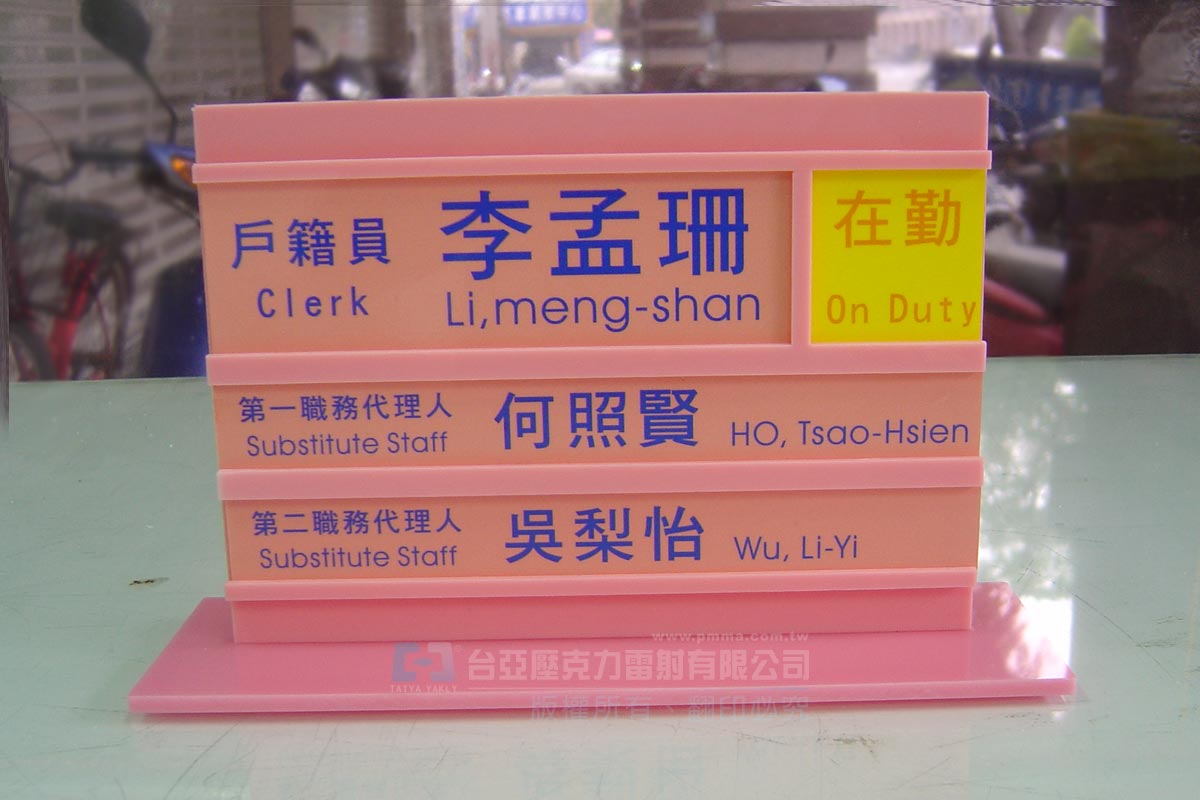 戶籍員
Clerk
李孟珊
Li,meng-shan
在勤
On Duty
第一職務代理人
Substitute Staff
何照賢
HO, Tsao-Hsien
第二職務代理人
Substitute Staff
吳梨怡
Wu, Li-Yi
www.pmma.com.tw
台亞壓克力雷射有限公司
TAIYA YAKLY
版權所有、翻印必究